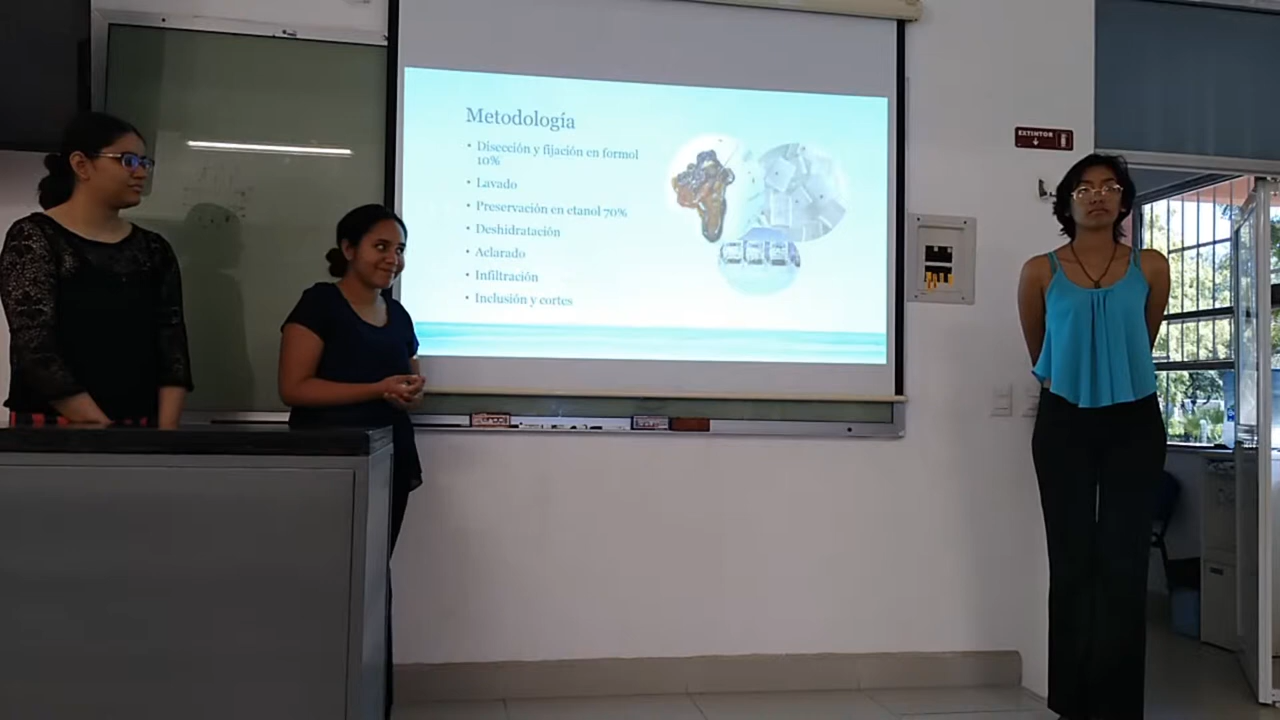 Metodología
• Disección y fijación en formol
10%
• Lavado
• Preservación en etanol 70%
• Deshidratación
• Aclarado
• Infiltración
• Inclusión y cortes
EXTINTOR